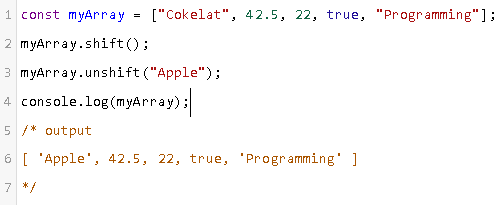 1 const myArray = ["Cokelat", 42.5, 22, true, "Programming"];
2 myArray.shift();
3 myArray.unshift("Apple");
4 console.log(myArray);
5 /* output
6 [ 'Apple', 42.5, 22, true, 'Programming' ]
7 */